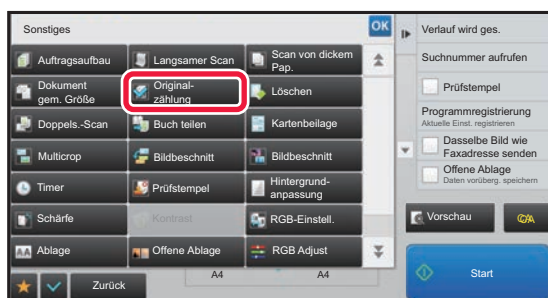 Sonstiges
OK
Auftragsaufbau
Langsamer Scan
Scan von dickem
Pap.
Dokument
gem. Größe
Original-
zählung
Löschen
Doppels.-Scan
Buch teilen
Kartenbeilage
Multicrop
Bildbeschnitt
Bildbeschnitt
Timer
Prüfstempel
Hintergrund-
anpassung
Schärfe
Kontrast
RGB-Einstell.
Ablage
Offene Ablage
RGB Adjust
Zurück
A4
A4
Verlauf wird ges.
Suchnummer aufrufen
Prüfstempel
Programmregistrierung
Aktuelle Einst. registrieren
Dasselbe Bild wie
Faxadresse senden
Offene Ablage
Daten vorüberg. speichern
Vorschau
CA
Start